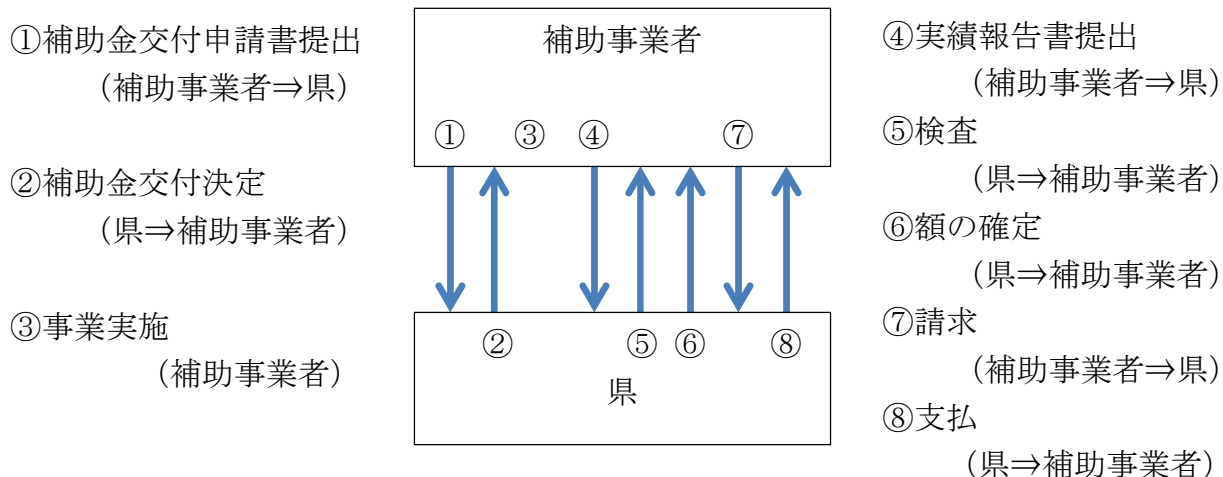 ①補助金交付申請書提出
(補助事業者⇒県)
②補助金交付決定
(県⇒補助事業者)
③事業実施
(補助事業者)
補助事業者
① ③ ④ ⑦
② ⑤ ⑥ ⑧
県
④実績報告書提出
(補助事業者⇒県)
⑤検査
(県⇒補助事業者)
⑥額の確定
(県⇒補助事業者)
⑦請求
(補助事業者⇒県)
⑧支払
(県⇒補助事業者)